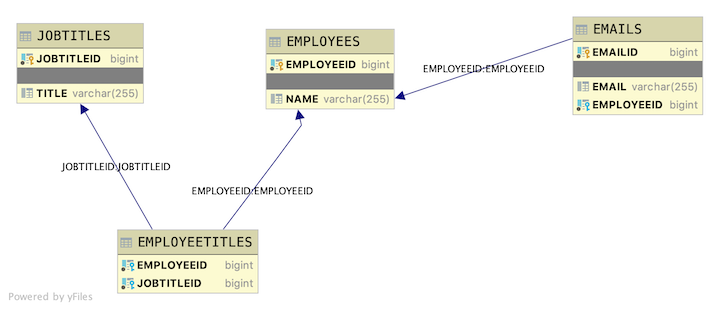 JOBTITLES
JOBTITLEID bigint
TITLE varchar(255)
EMPLOYEES
EMPLOYEEID bigint
NAME varchar(255)
EMAILS
EMAILID bigint
EMAIL varchar(255)
EMPLOYEEID bigint
EMPLOYEEID:EMPLOYEEID
JOBTITLEID:JOBTITLEID
EMPLOYEEID:EMPLOYEEID
EMPLOYEETITLES
EMPLOYEEID bigint
JOBTITLEID bigint
Powered by yFiles